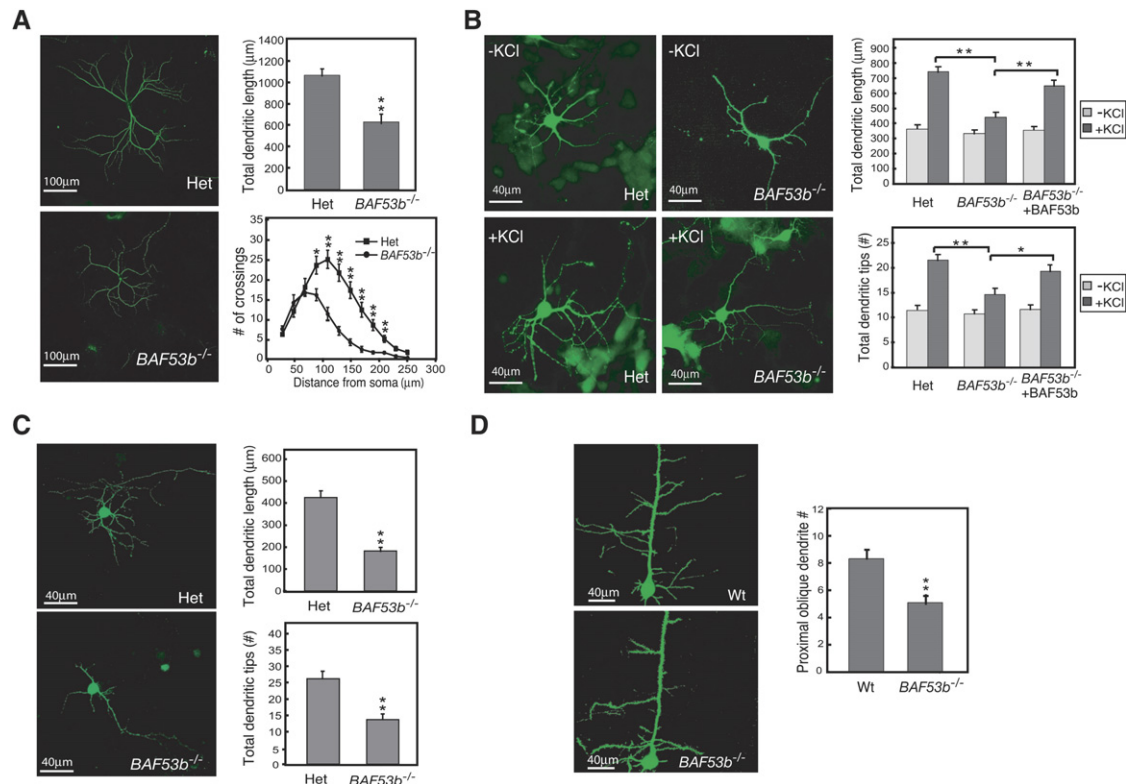 A
100µm
Het
100µm
BAF53b-/-
Total dendritic length (µm)
1400
1200
1000
800
600
400
200
0
**
Het
BAF53b-/-
# of crossings
35
30
25
20
15
10
5
0
* ** ** ** ** ** **
Het
BAF53b-/-
0 50 100 150 200 250 300
Distance from soma (µm)
B
-KCl
40µm
Het
-KCl
40µm
BAF53b-/-
+KCl
40µm
Het
+KCl
40µm
BAF53b-/-
Total dendritic length (µm)
900
800
700
600
500
400
300
200
100
0
** **
Het
BAF53b-/-
BAF53b-/-
+BAF53b
-KCl
+KCl
Total dendritic tips (#)
25
20
15
10
5
0
** *
Het
BAF53b-/-
BAF53b-/-
+BAF53b
-KCl
+KCl
C
40µm
Het
40µm
BAF53b-/-
Total dendritic length (µm)
600
500
400
300
200
100
0
**
Het
BAF53b-/-
Total dendritic tips (#)
40
35
30
25
20
15
10
5
0
**
Het
BAF53b-/-
D
40µm
Wt
40µm
BAF53b-/-
Proximal oblique dendrite #
12
10
8
6
4
2
0
**
Wt
BAF53b-/-